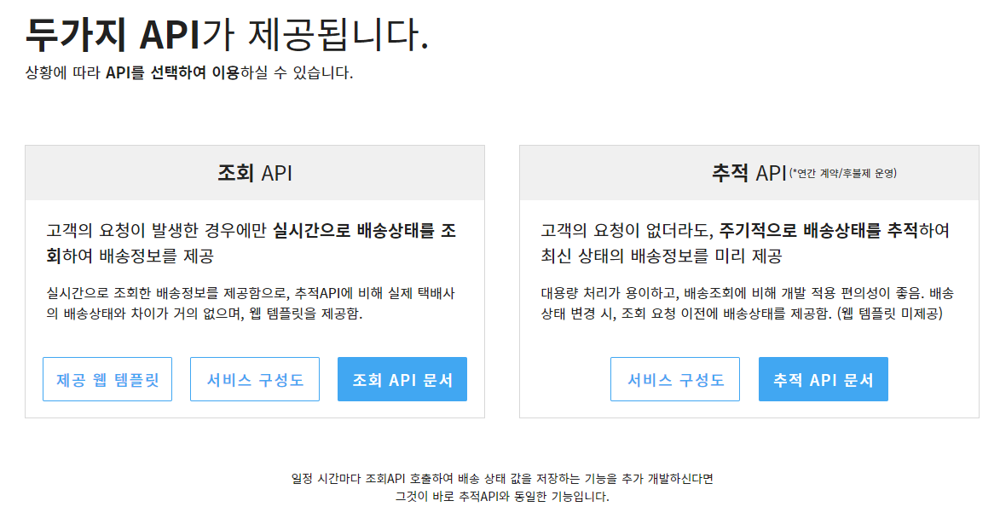 두가지 API가 제공됩니다.
상황에 따라 API를 선택하여 이용하실 수 있습니다.
조회 API
고객의 요청이 발생한 경우에만 실시간으로 배송상태를 조
회하여 배송정보를 제공
실시간으로 조회한 배송정보를 제공함으로, 추적API에 비해 실제 택배사
의 배송상태와 차이가 거의 없으며, 웹 템플릿을 제공함.
제공 웹 템플릿
서비스 구성도
조회 API 문서
추적 API (*연간 계약/후불제 운영)
고객의 요청이 없더라도, 주기적으로 배송상태를 추적하여
최신 상태의 배송정보를 미리 제공
대용량 처리가 용이하고, 배송조회에 비해 개발 적용 편의성이 좋음. 배송
상태 변경 시, 조회 요청 이전에 배송상태를 제공함. (웹 템플릿 미제공)
서비스 구성도
추적 API 문서
일정 시간마다 조회API 호출하여 배송 상태 값을 저장하는 기능을 추가 개발하신다면
그것이 바로 추적API와 동일한 기능입니다.